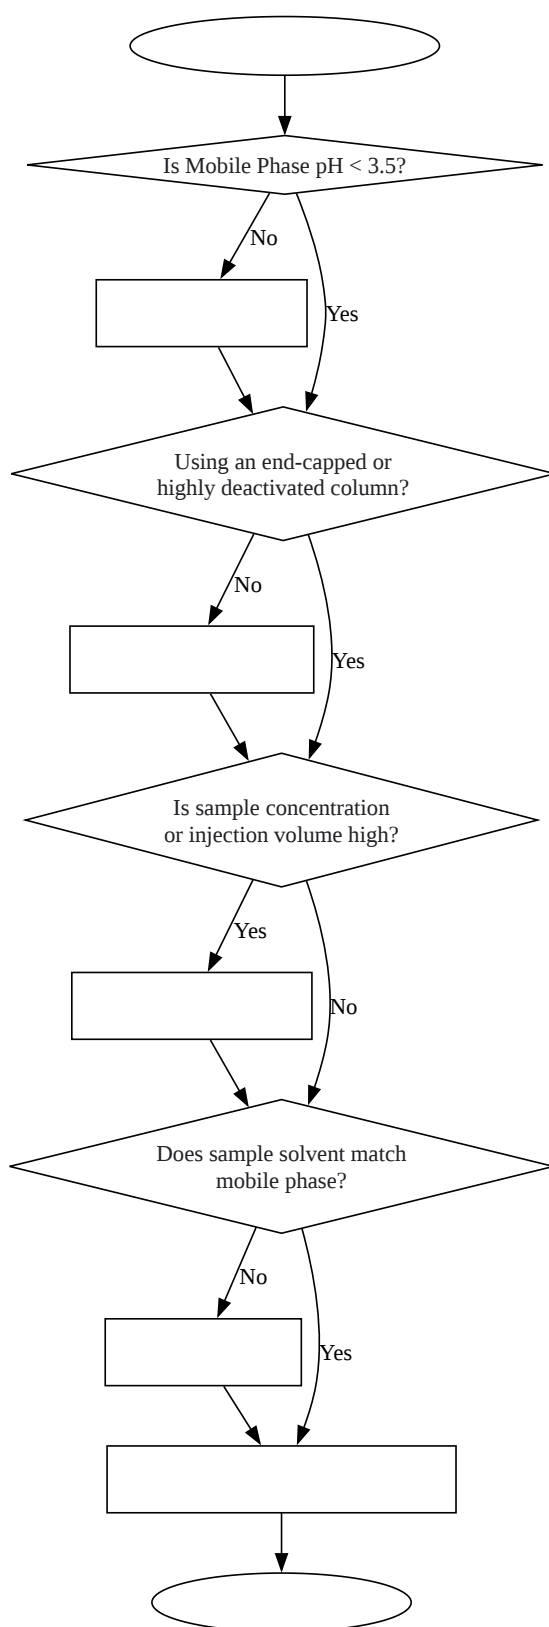 Is Mobile Phase pH < 3.5?
No
Yes
Using an end-capped or
highly deactivated column?
No
Yes
Is sample concentration
or injection volume high?
Yes
No
Does sample solvent match
mobile phase?
No
Yes